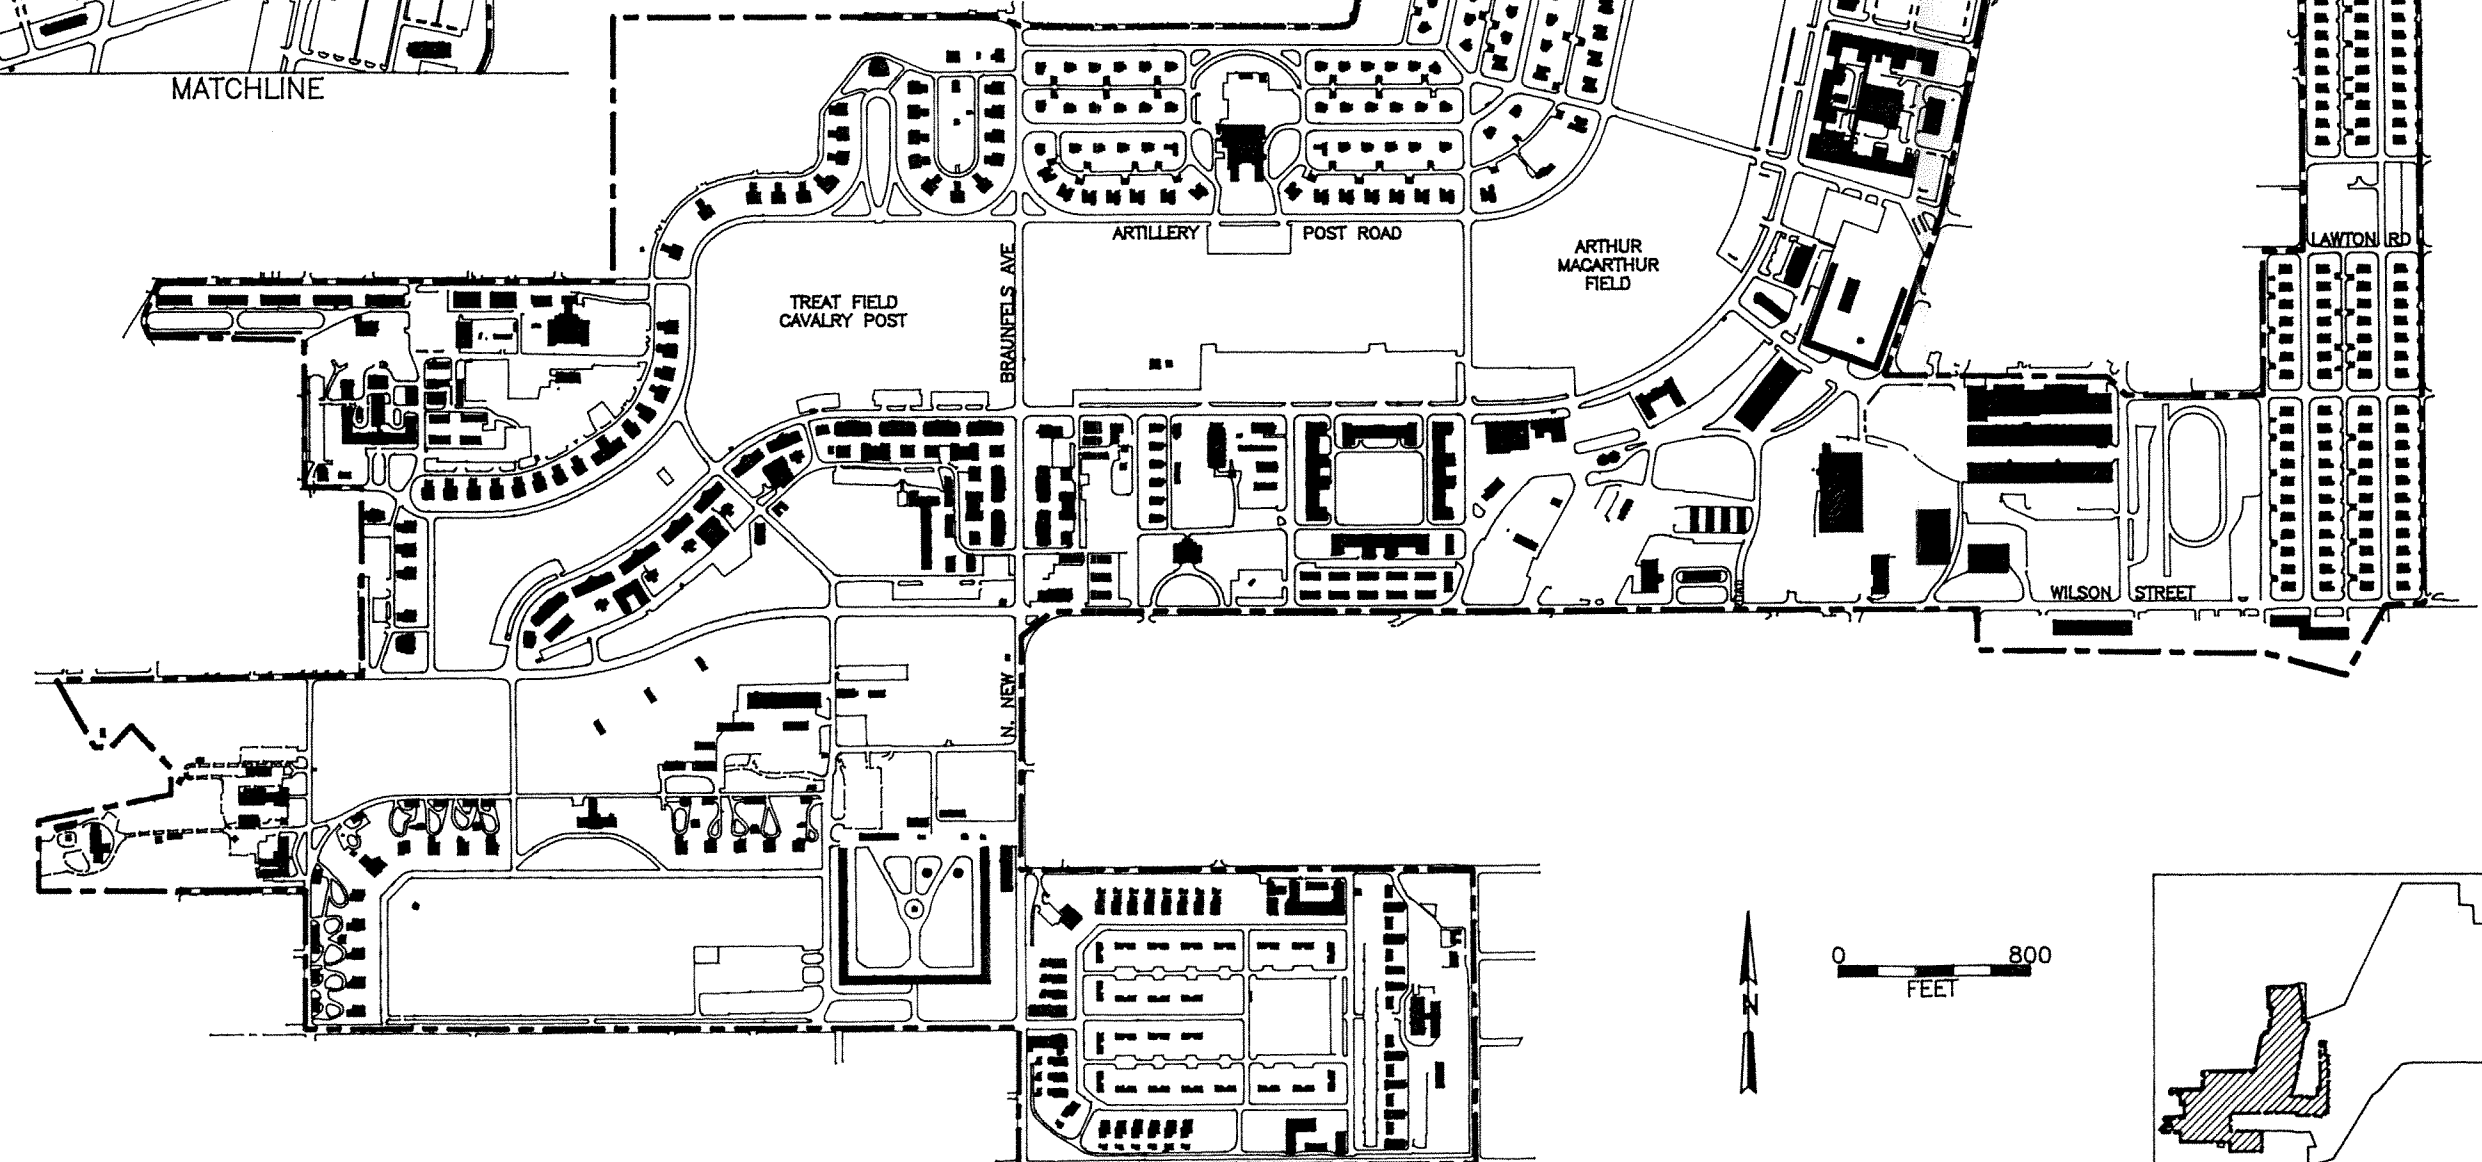 MATCHLINE
ARTILLERY POST ROAD
BRAUNFELS AVE
ARTHUR
MACARTHUR
FIELD
LAWTON RD
TREAT FIELD
CAVALRY POST
WILSON STREET
N. NEW
0 800
FEET
N